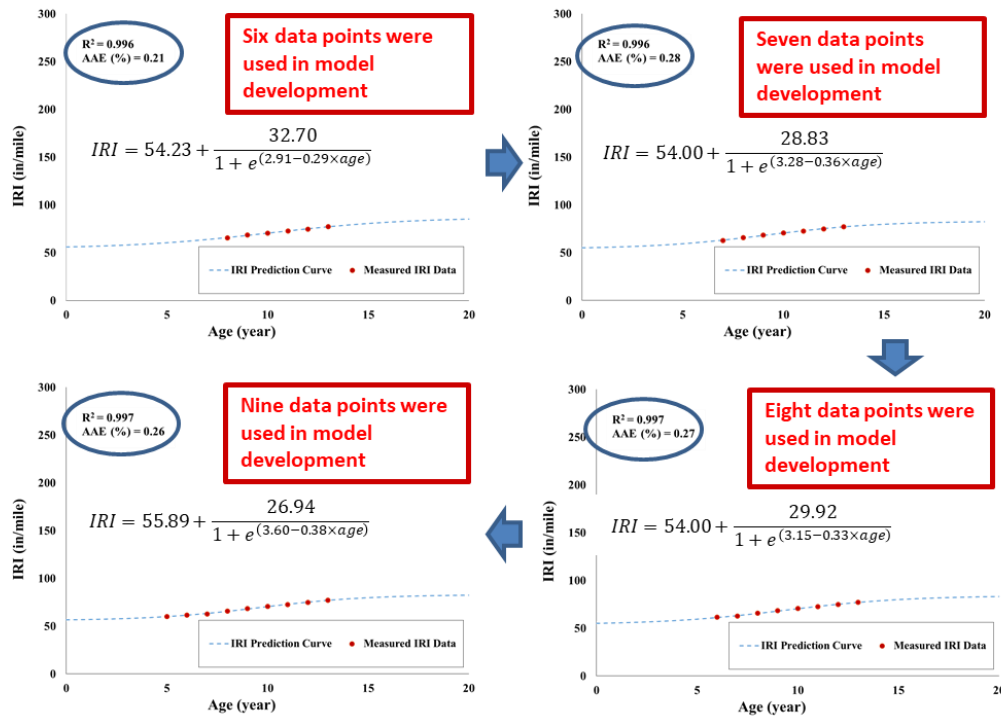 300
250
200
150
100
50
0
0 5 10 15 20
IRI (in/mile)
Age (year)
R² = 0.996
AAE (%) = 0.21
Six data points were
used in model
development
IRI = 54.23 + 32.70 / 1 + e^(2.91−0.29×age)
IRI Prediction Curve Measured IRI Data
300
250
200
150
100
50
0
0 5 10 15 20
IRI (in/mile)
Age (year)
R² = 0.996
AAE (%) = 0.28
Seven data points
were used in model
development
IRI = 54.00 + 28.83 / 1 + e^(3.28−0.36×age)
IRI Prediction Curve Measured IRI Data
300
250
200
150
100
50
0
0 5 10 15 20
IRI (in/mile)
Age (year)
R² = 0.997
AAE (%) = 0.26
Nine data points were
used in model
development
IRI = 55.89 + 26.94 / 1 + e^(3.60−0.38×age)
IRI Prediction Curve Measured IRI Data
300
250
200
150
100
50
0
0 5 10 15 20
IRI (in/mile)
Age (year)
R² = 0.997
AAE (%) = 0.27
Eight data points were
used in model
development
IRI = 54.00 + 29.92 / 1 + e^(3.15−0.33×age)
IRI Prediction Curve Measured IRI Data